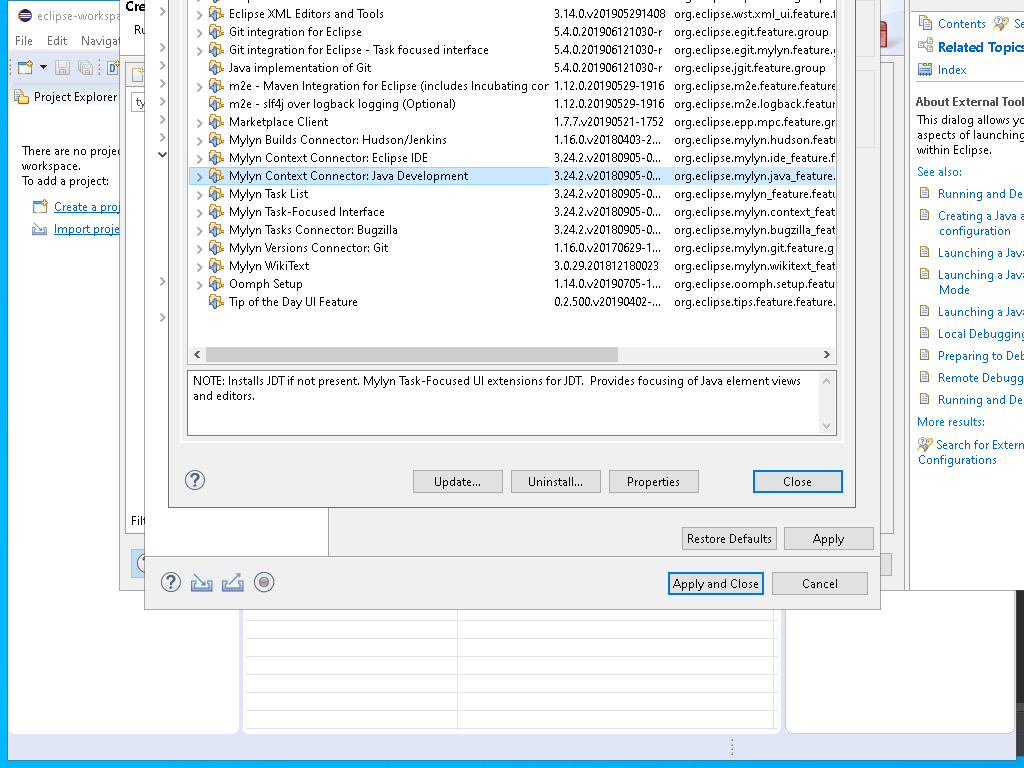 eclipse-workspa
File Edit Navigat
Project Explorer
There are no projec
workspace.
To add a project:
Create a proj
Import proje
Cre
Ru
ty
Filt
Eclipse XML Editors and Tools 3.14.0.v201905291408 org.eclipse.wst.xml_ui.feature.f
Git integration for Eclipse 5.4.0.201906121030-r org.eclipse.egit.feature.group
Git integration for Eclipse - Task focused interface 5.4.0.201906121030-r org.eclipse.egit.mylyn.feature.g
Java implementation of Git 5.4.0.201906121030-r org.eclipse.jgit.feature.group
m2e - Maven Integration for Eclipse (includes Incubating cor 1.12.0.20190529-1916 org.eclipse.m2e.feature.feature
m2e - slf4j over logback logging (Optional) 1.12.0.20190529-1916 org.eclipse.m2e.logback.featur
Marketplace Client 1.7.7.v20190521-1752 org.eclipse.epp.mpc.feature.gr
Mylyn Builds Connector: Hudson/Jenkins 1.16.0.v20180403-2... org.eclipse.mylyn.hudson.featu
Mylyn Context Connector: Eclipse IDE 3.24.2.v20180905-0... org.eclipse.mylyn.ide_feature.f
Mylyn Context Connector: Java Development 3.24.2.v20180905-0... org.eclipse.mylyn.java_feature.
Mylyn Task List 3.24.2.v20180905-0... org.eclipse.mylyn_feature.featu
Mylyn Task-Focused Interface 3.24.2.v20180905-0... org.eclipse.mylyn.context_feat
Mylyn Tasks Connector: Bugzilla 3.24.2.v20180905-0... org.eclipse.mylyn.bugzilla_feat
Mylyn Versions Connector: Git 1.16.0.v20170629-1... org.eclipse.mylyn.git.feature.g
Mylyn WikiText 3.0.29.201812180023 org.eclipse.mylyn.wikitext_feat
Oomph Setup 1.14.0.v20190705-1... org.eclipse.oomph.setup.featu
Tip of the Day UI Feature 0.2.500.v20190402-... org.eclipse.tips.feature.feature.
NOTE: Installs JDT if not present. Mylyn Task-Focused UI extensions for JDT. Provides focusing of Java element views
and editors.
Update... Uninstall... Properties Close
Restore Defaults Apply
Apply and Close Cancel
Contents Se
Related Topics
Index
About External Tool
This dialog allows yo
aspects of launching
within Eclipse.
See also:
Running and De
Creating a Java a
configuration
Launching a Java
Launching a Java
Mode
Launching a Java
Local Debugging
Preparing to Deb
Remote Debugg
Running and De
More results:
Search for Extern
Configurations